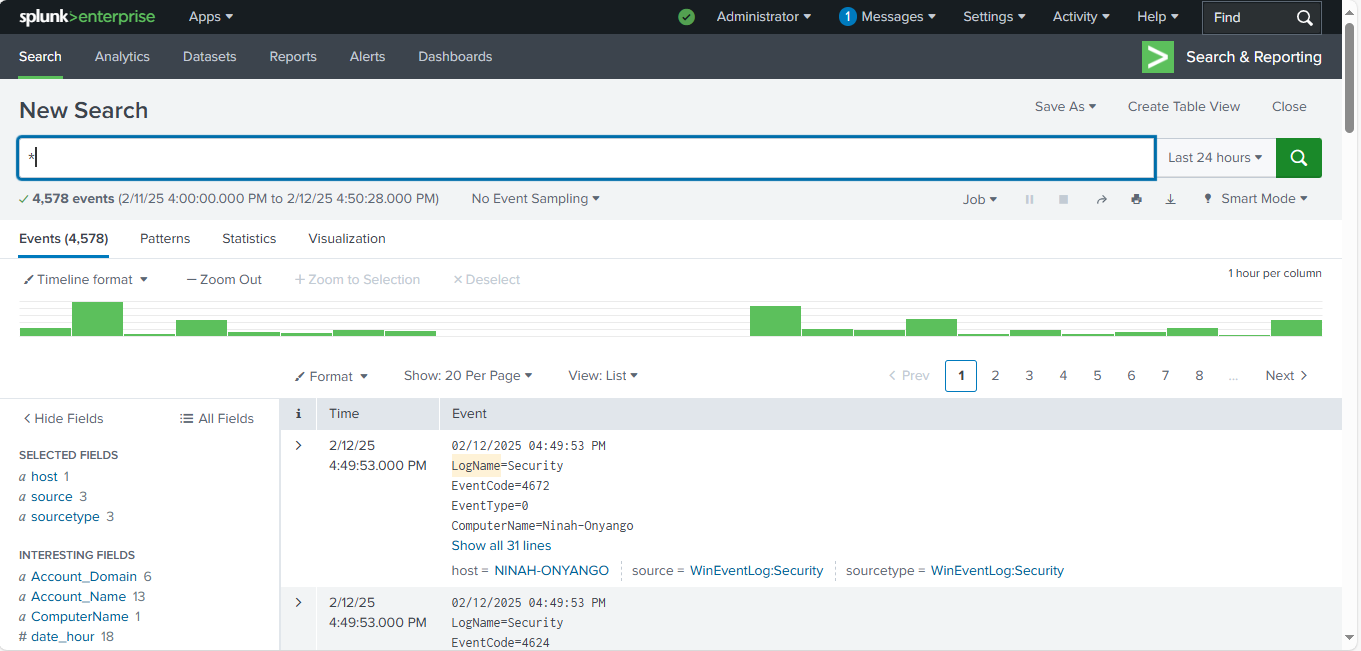 splunk>enterprise Apps Administrator 1 Messages Settings Activity Help Find
Search Analytics Datasets Reports Alerts Dashboards > Search & Reporting
New Search Save As Create Table View Close
* Last 24 hours
4,578 events (2/11/25 4:00:00.000 PM to 2/12/25 4:50:28.000 PM) No Event Sampling Job Smart Mode
Events (4,578) Patterns Statistics Visualization
Timeline format — Zoom Out + Zoom to Selection × Deselect 1 hour per column
Format Show: 20 Per Page View: List < Prev 1 2 3 4 5 6 7 8 ... Next >
< Hide Fields All Fields i Time Event
SELECTED FIELDS
a host 1
a source 3
a sourcetype 3
INTERESTING FIELDS
a Account_Domain 6
a Account_Name 13
a ComputerName 1
# date_hour 18
> 2/12/25 4:49:53.000 PM
02/12/2025 04:49:53 PM
LogName=Security
EventCode=4672
EventType=0
ComputerName=Ninah-Onyango
Show all 31 lines
host = NINAH-ONYANGO source = WinEventLog:Security sourcetype = WinEventLog:Security
> 2/12/25 4:49:53.000 PM
02/12/2025 04:49:53 PM
LogName=Security
EventCode=4624